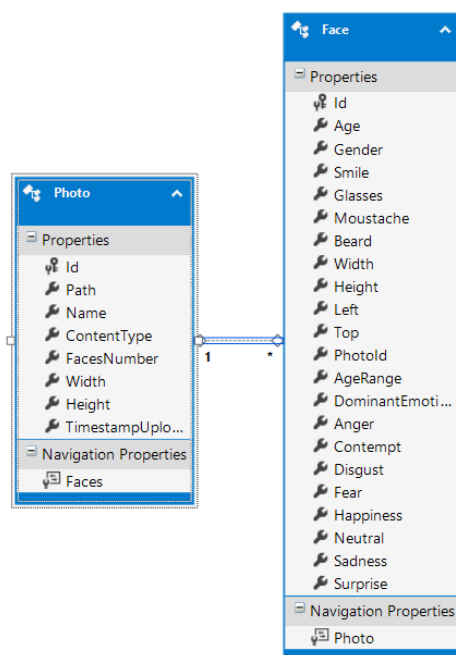 Photo
Properties
Id
Path
Name
ContentType
FacesNumber
Width
Height
TimestampUplo...
Navigation Properties
Faces
1
*
Face
Properties
Id
Age
Gender
Smile
Glasses
Moustache
Beard
Width
Height
Left
Top
PhotoId
AgeRange
DominantEmoti...
Anger
Contempt
Disgust
Fear
Happiness
Neutral
Sadness
Surprise
Navigation Properties
Photo